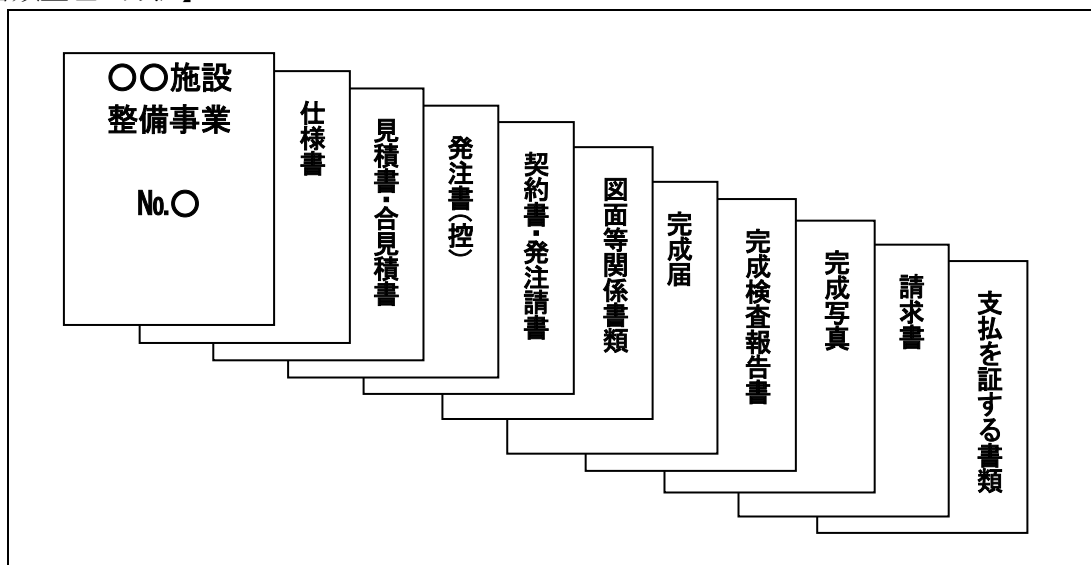 〇〇施設
整備事業
№〇
仕様書
見積書・合見積書
発注書(控)
契約書・発注請書
図面等関係書類
完成届
完成検査報告書
完成写真
請求書
支払を証する書類